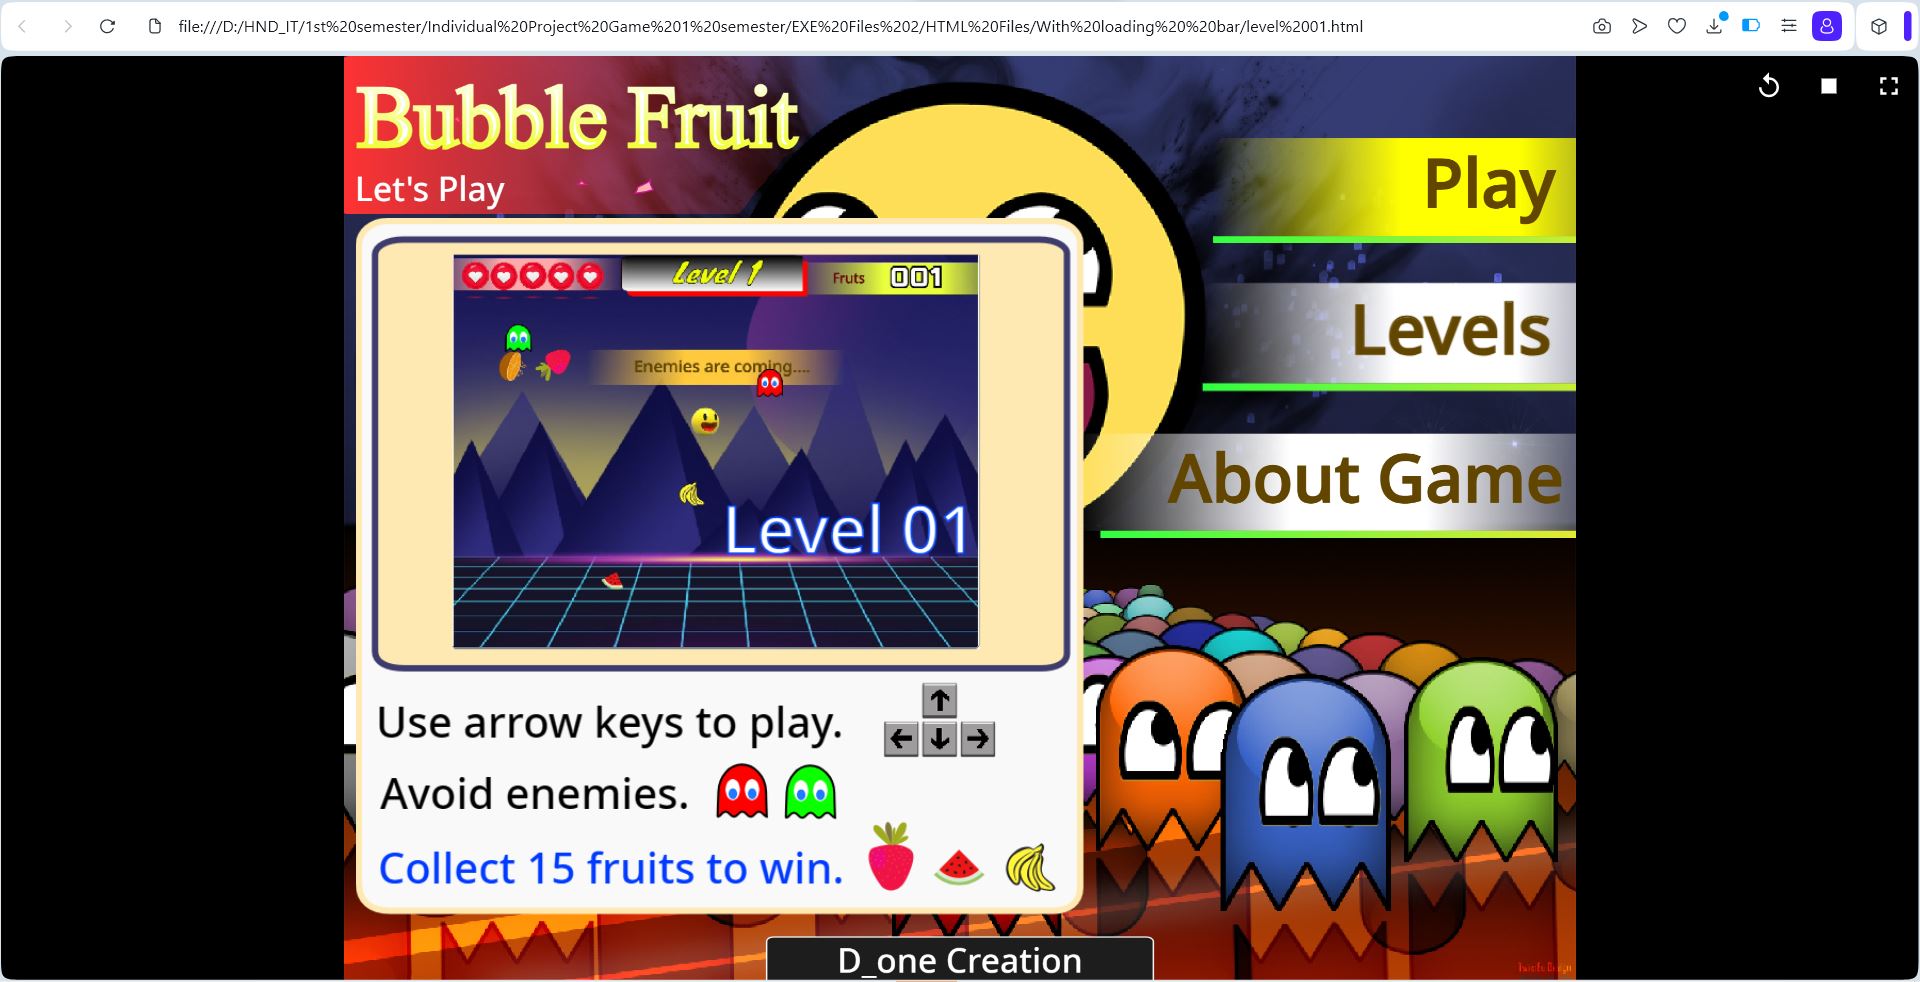 file:///D:/HND_IT/1st%20semester/Individual%20Project%20Game%201%20semester/EXE%20Files%202/HTML%20Files/With%20loading%20%20bar/level%2001.html
Bubble Fruit
Let's Play
Play
Levels
About Game
Level 1
Fruts 001
Enemies are coming....
Level 01
Use arrow keys to play.
Avoid enemies.
Collect 15 fruits to win.
D_one Creation